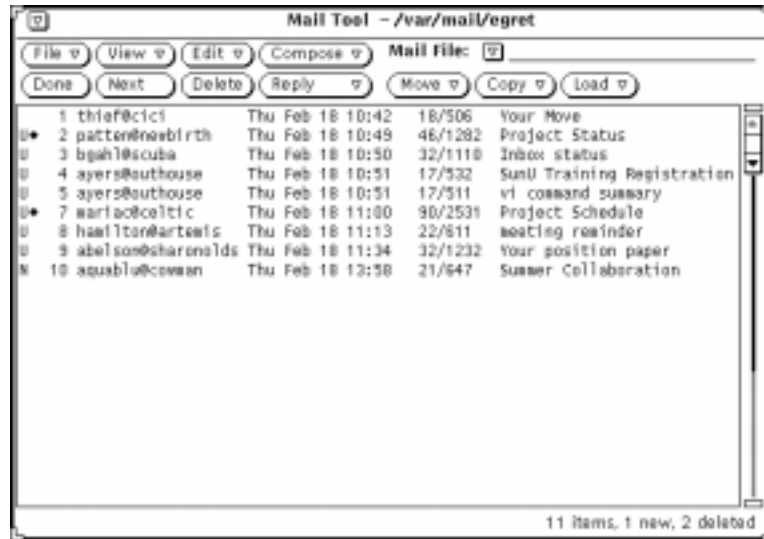 Mail Tool - /var/mail/egret
File View Edit Compose Mail File:
Done Next Delete Reply Move Copy Load
1 thief@cici Thu Feb 18 10:42 18/506 Your Move
U◆ 2 patten@newbirth Thu Feb 18 10:49 46/1282 Project Status
U 3 bgahl@scuba Thu Feb 18 10:50 32/1110 Inbox status
U 4 ayers@outhouse Thu Feb 18 10:51 17/532 SunU Training Registration
U 5 ayers@outhouse Thu Feb 18 10:51 17/511 vi command summary
U◆ 7 mariac@celtic Thu Feb 18 11:00 90/2531 Project Schedule
U 8 hamilton@artemis Thu Feb 18 11:13 22/611 meeting reminder
U 9 abelson@sharonolds Thu Feb 18 11:34 32/1232 Your position paper
N 10 aquablu@cowman Thu Feb 18 13:58 21/647 Summer Collaboration
11 items, 1 new, 2 deleted